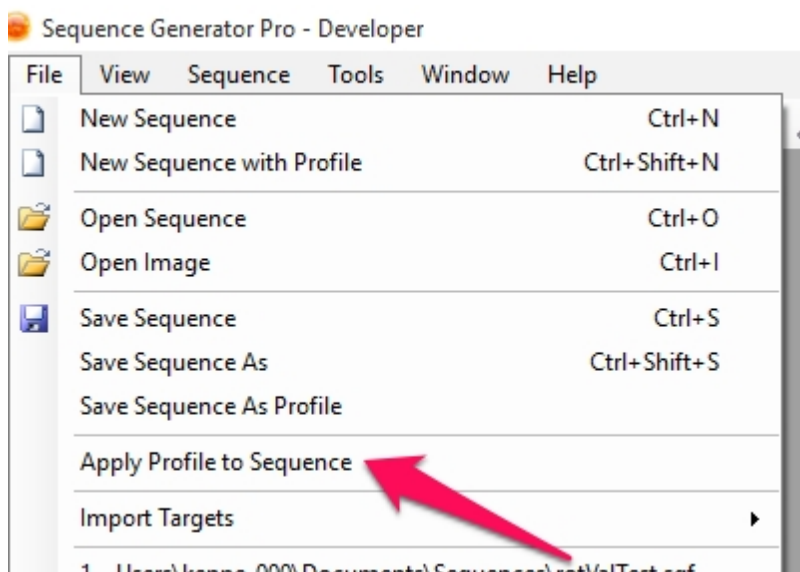 Sequence Generator Pro - Developer
File View Sequence Tools Window Help
New Sequence Ctrl+N
New Sequence with Profile Ctrl+Shift+N
Open Sequence Ctrl+O
Open Image Ctrl+I
Save Sequence Ctrl+S
Save Sequence As Ctrl+Shift+S
Save Sequence As Profile
Apply Profile to Sequence
Import Targets